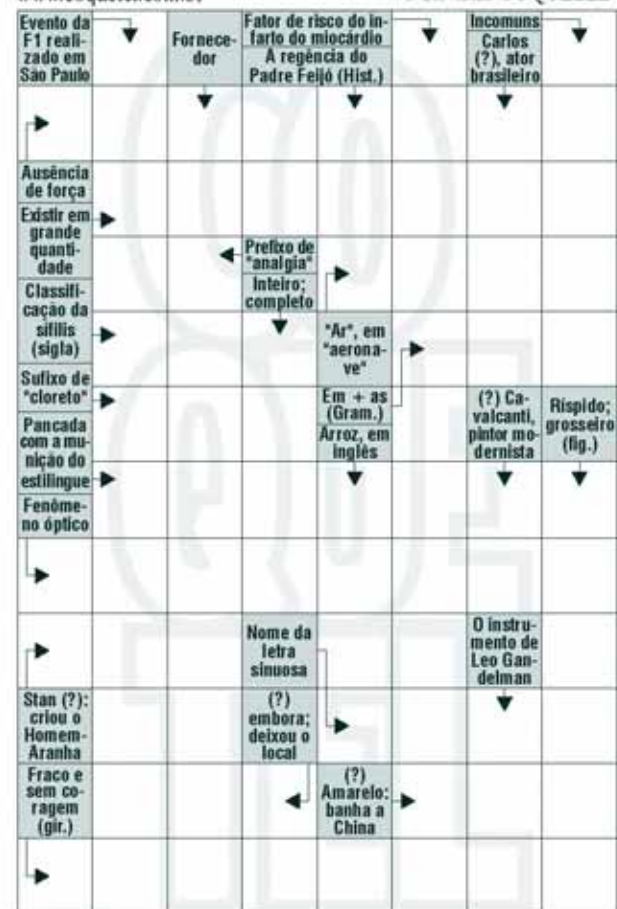 Evento da
F1 reali-
zado em
São Paulo
Fornece-
dor
Fator de risco do in-
farto do miocárdio
A regência do
Padre Feijó (Hist.)
Incomuns
Carlos
(?), ator
brasileiro
Ausência
de força
Existir em
grande
quanti-
dade
Prefixo de
"analgia"
Inteiro;
completo
Classifi-
cação da
sífilis
(sigla)
"Ar", em
"aerona-
ve"
Sufixo de
"cloreto"
Em + as
(Gram.)
Arroz, em
inglês
(?) Ca-
valcanti,
pintor mo-
dernista
Ríspido;
grosseiro
(fig.)
Pancada
com a mu-
nição do
estilingue
Fenôme-
no óptico
Nome da
letra
sinuosa
O instru-
mento de
Leo Gan-
delman
Stan (?):
criou o
Homem-
Aranha
(?)
embora;
deixou o
local
Fraco e
sem co-
ragem
(gir.)
(?)
Amarelo:
banha a
China